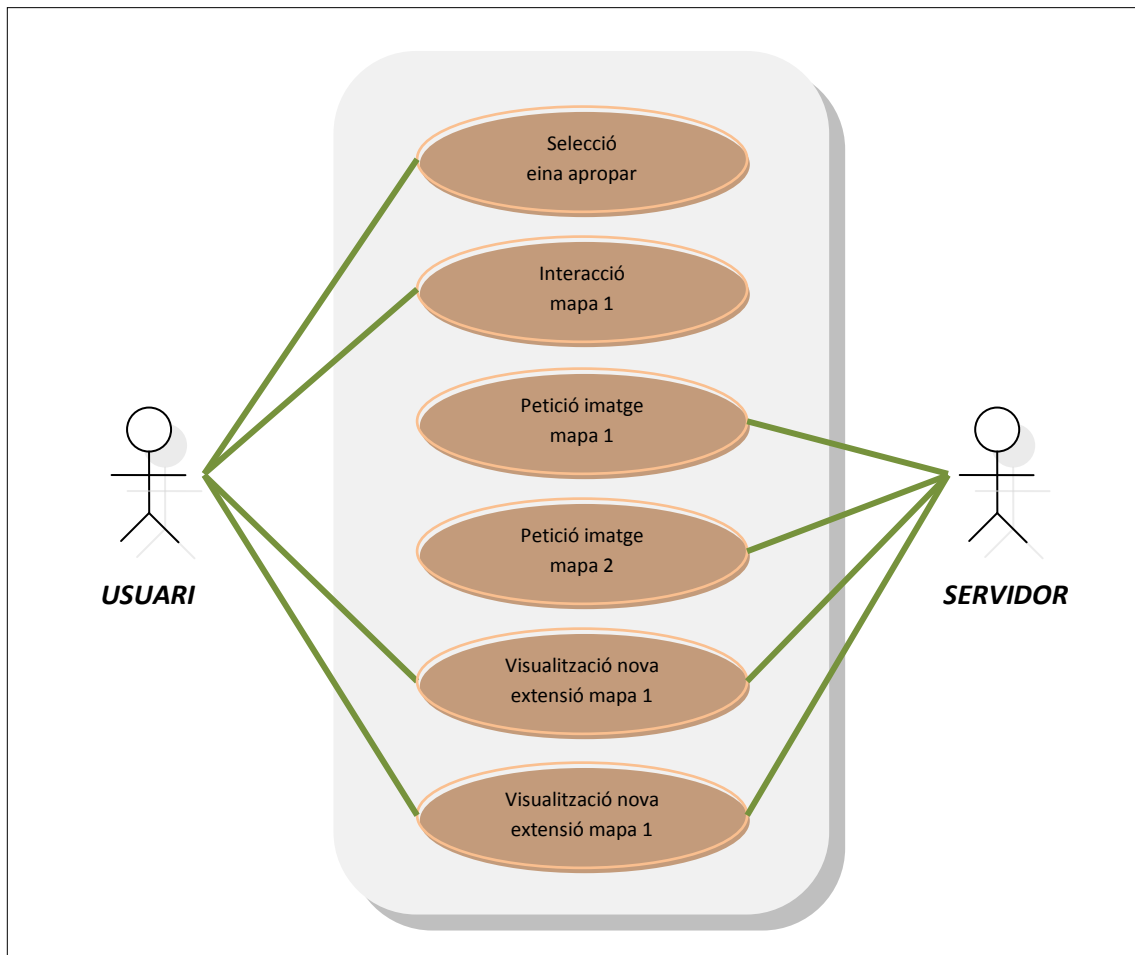 Selecció
eina apropar
Interacció
mapa 1
Petició imatge
mapa 1
Petició imatge
mapa 2
USUARI
SERVIDOR
Visualització nova
extensió mapa 1
Visualització nova
extensió mapa 1